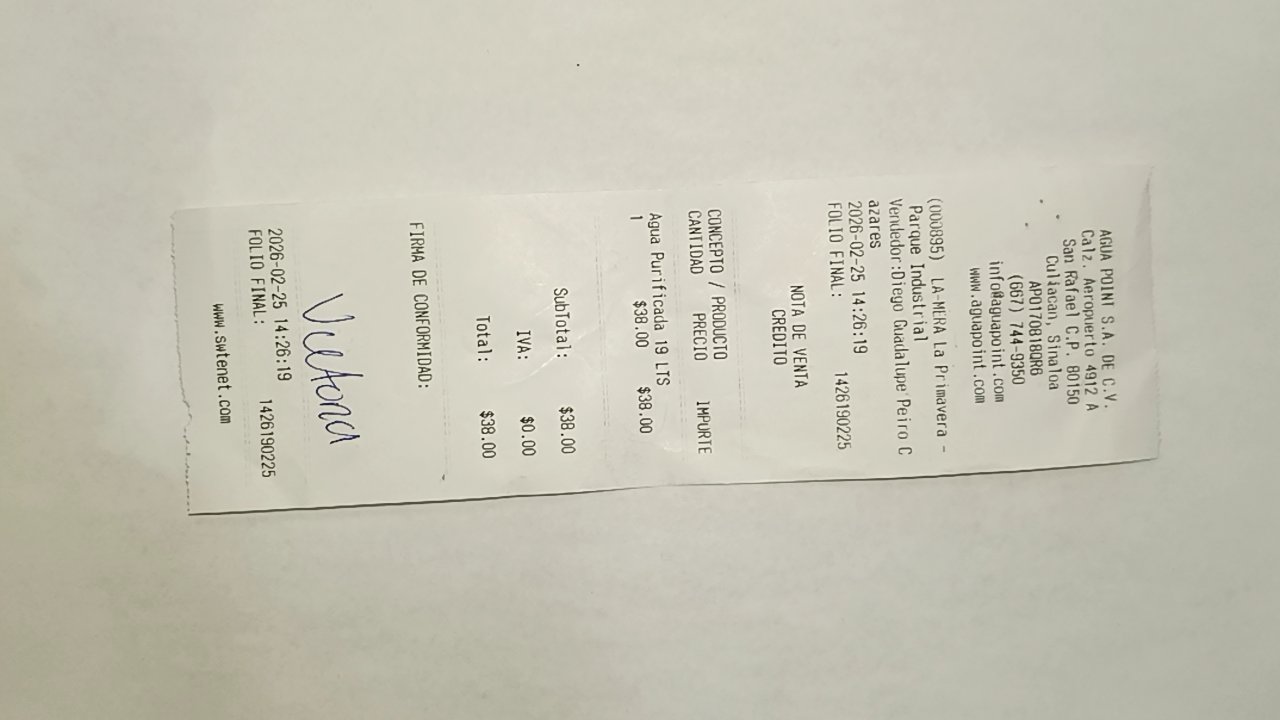 AGUA POINT S.A. DE C.V.
Calz. Aeropuerto 4912 A
San Rafael C.P. 80150
Culiacan, Sinaloa
APO170818QR6
(667) 744-9350
info@aguapoint.com
www.aguapoint.com
(000895) LA-MERA La Primavera -
Parque Industrial
Vendedor:Diego Guadalupe Peiro C
azares
2026-02-25 14:26:19
FOLIO FINAL: 1426190225
NOTA DE VENTA
CREDITO
CONCEPTO / PRODUCTO
CANTIDAD PRECIO IMPORTE
Agua Purificada 19 LTS
1 $38.00 $38.00
SubTotal: $38.00
IVA: $0.00
Total: $38.00
FIRMA DE CONFORMIDAD:
2026-02-25 14:26:19
FOLIO FINAL: 1426190225
www.swtenet.com